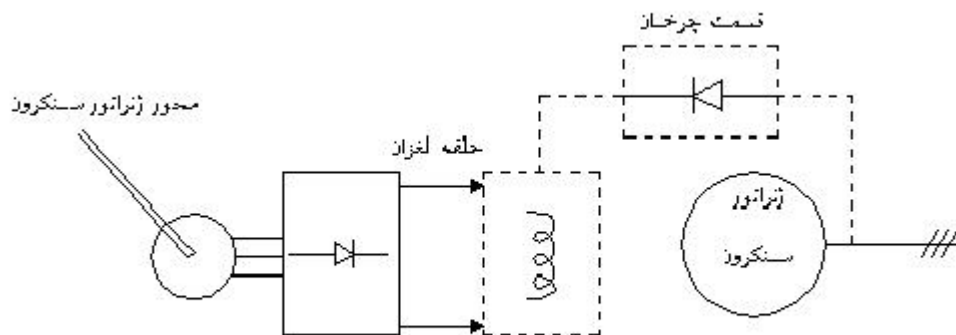 قسمت چرخان
محور ژنراتور سنکرون
حلقه لغزان
ژنراتور
سنکرون